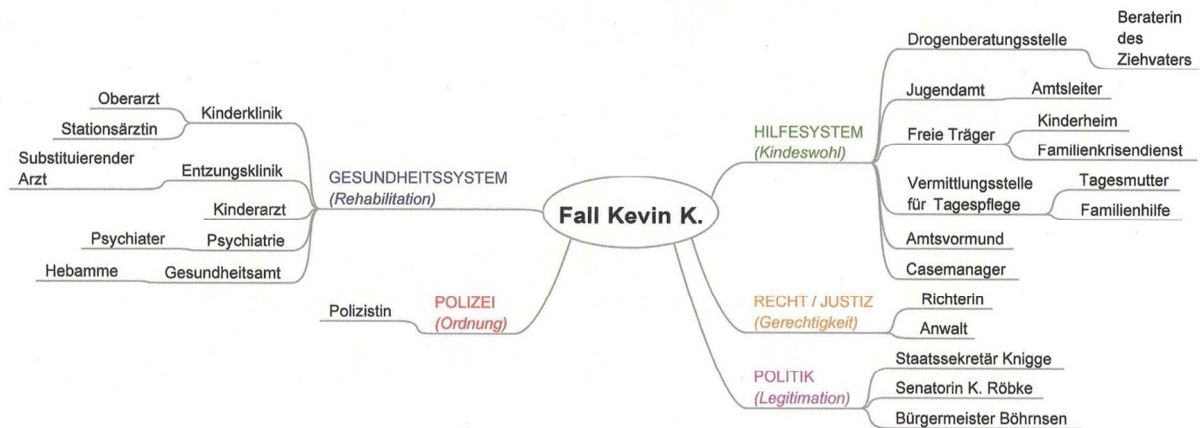 Fall Kevin K.
GESUNDHEITSSYSTEM
(Rehabilitation)
Kinderklinik
Oberarzt
Stationsärztin
Entzungsklinik
Substituierender
Arzt
Kinderarzt
Psychiatrie
Psychiater
Gesundheitsamt
Hebamme
POLIZEI
(Ordnung)
Polizistin
HILFESYSTEM
(Kindeswohl)
Drogenberatungsstelle
Beraterin
des
Ziehvaters
Jugendamt
Amtsleiter
Freie Träger
Kinderheim
Familienkrisendienst
Vermittlungsstelle
für Tagespflege
Tagesmutter
Familienhilfe
Amtsvormund
Casemanager
RECHT / JUSTIZ
(Gerechtigkeit)
Richterin
Anwalt
POLITIK
(Legitimation)
Staatssekretär Knigge
Senatorin K. Röbke
Bürgermeister Böhrnsen